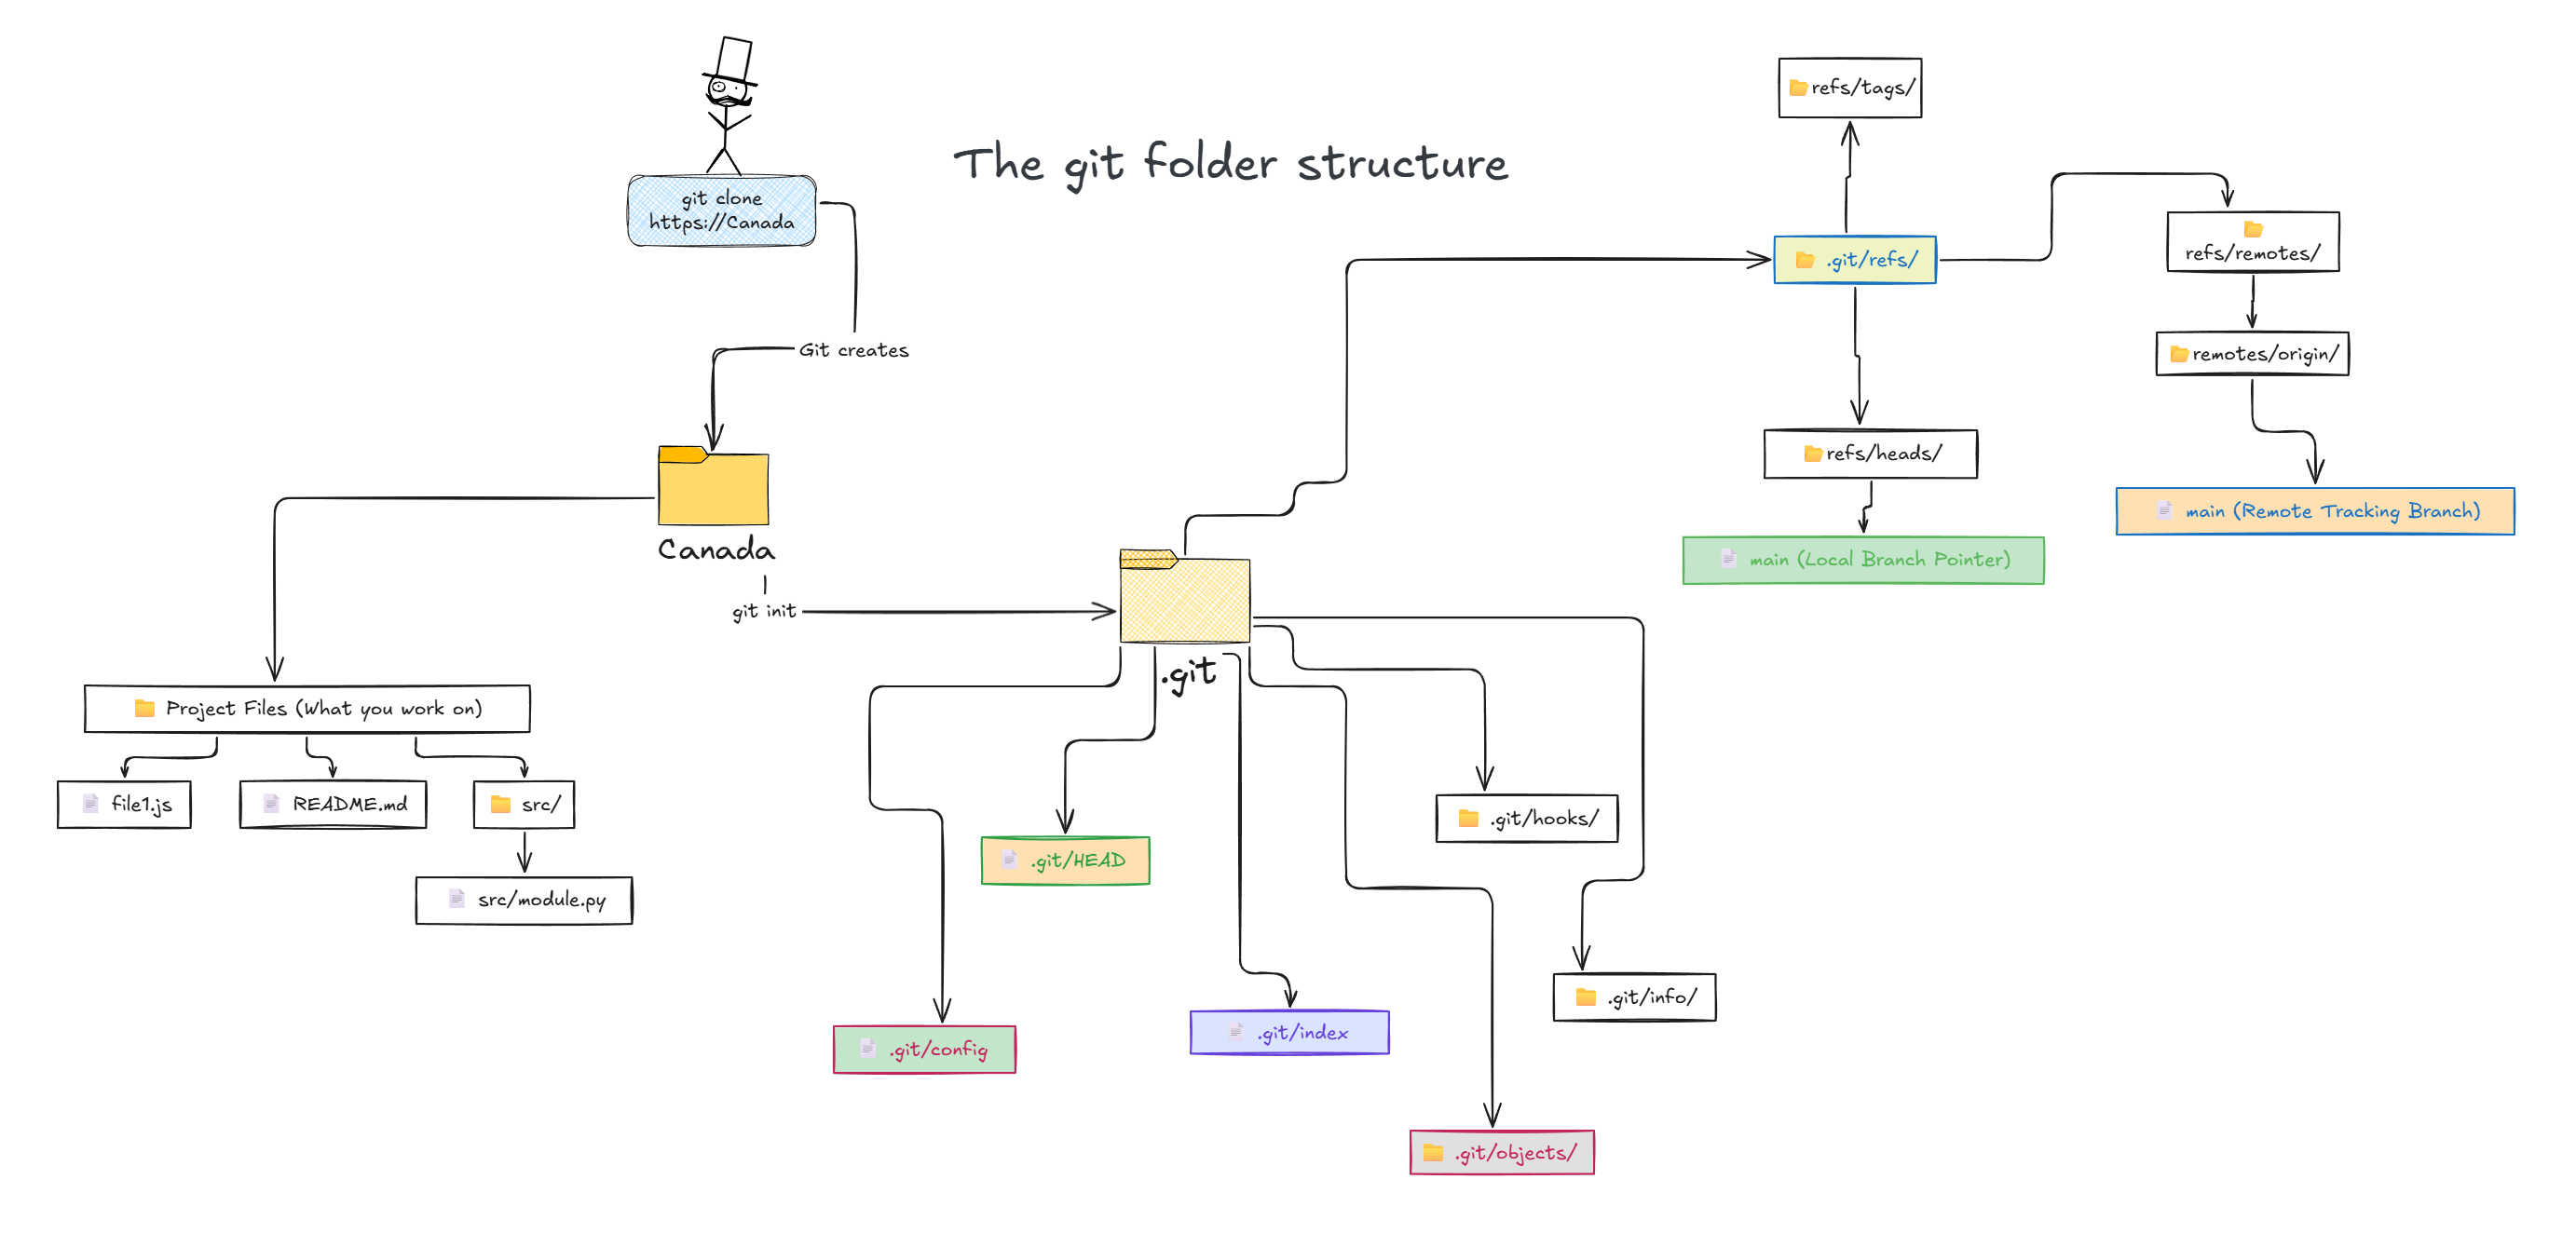 The git folder structure
git clone
https://Canada
Git creates
Canada
git init
.git
Project Files (What you work on)
file1.js
README.md
src/
src/module.py
.git/config
.git/HEAD
.git/index
.git/hooks/
.git/info/
.git/objects/
refs/tags/
.git/refs/
refs/heads/
main (Local Branch Pointer)
refs/remotes/
remotes/origin/
main (Remote Tracking Branch)